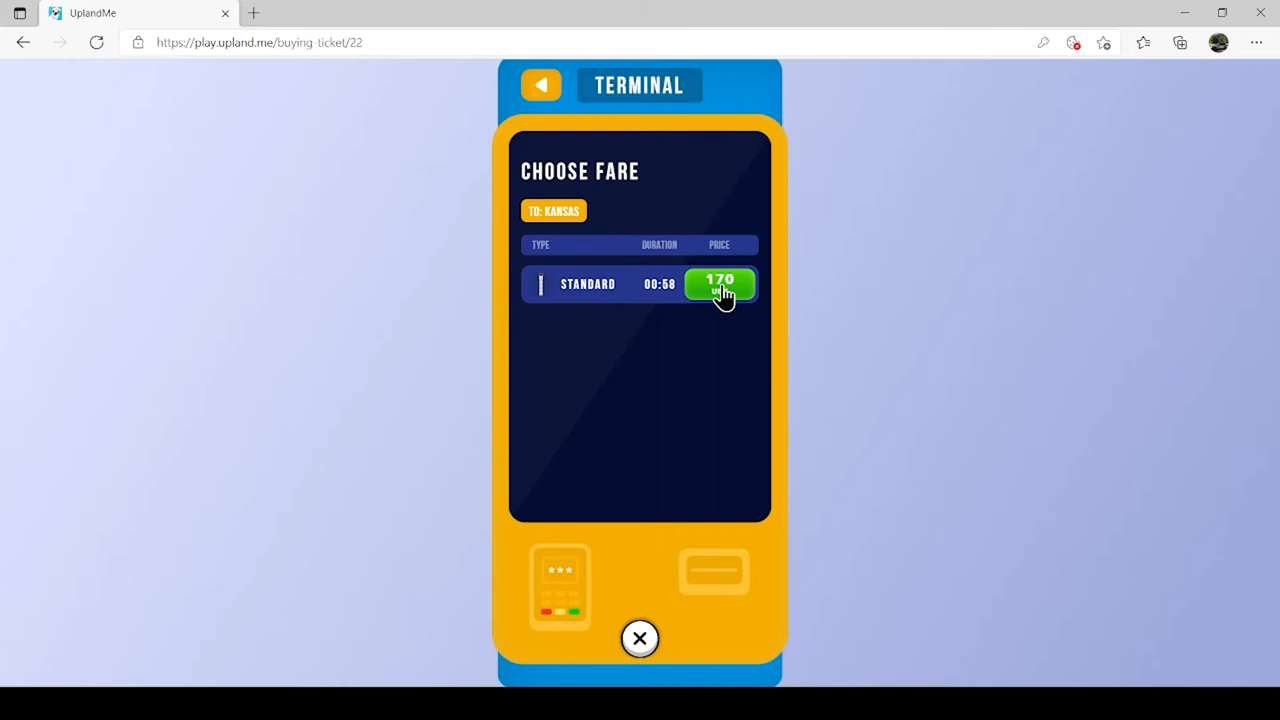 UplandMe
https://play.upland.me/buying-ticket/22
TERMINAL
CHOOSE FARE
TO: KANSAS
TYPE DURATION PRICE
STANDARD 00:58 170
***